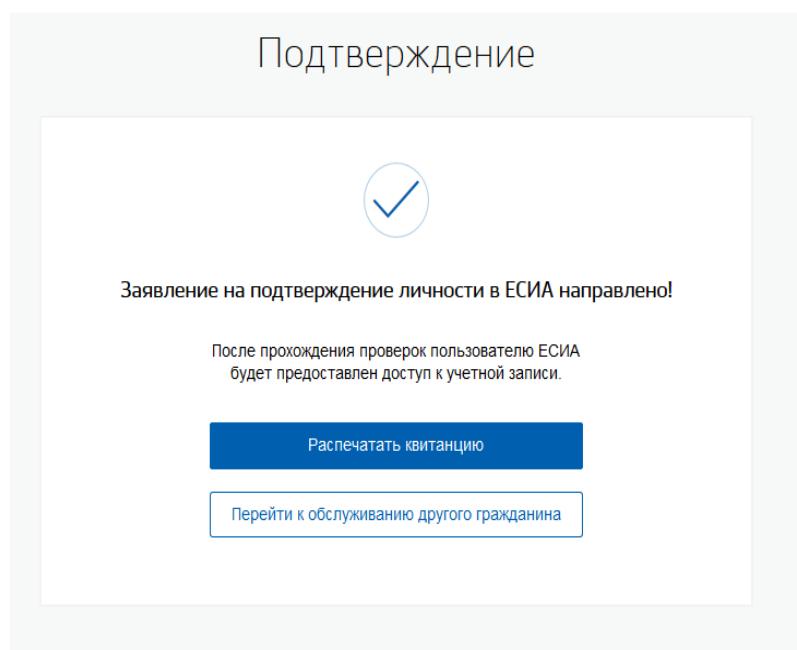 Подтверждение
Заявление на подтверждение личности в ЕСИА направлено!
После прохождения проверок пользователю ЕСИА
будет предоставлен доступ к учетной записи.
Распечатать квитанцию
Перейти к обслуживанию другого гражданина